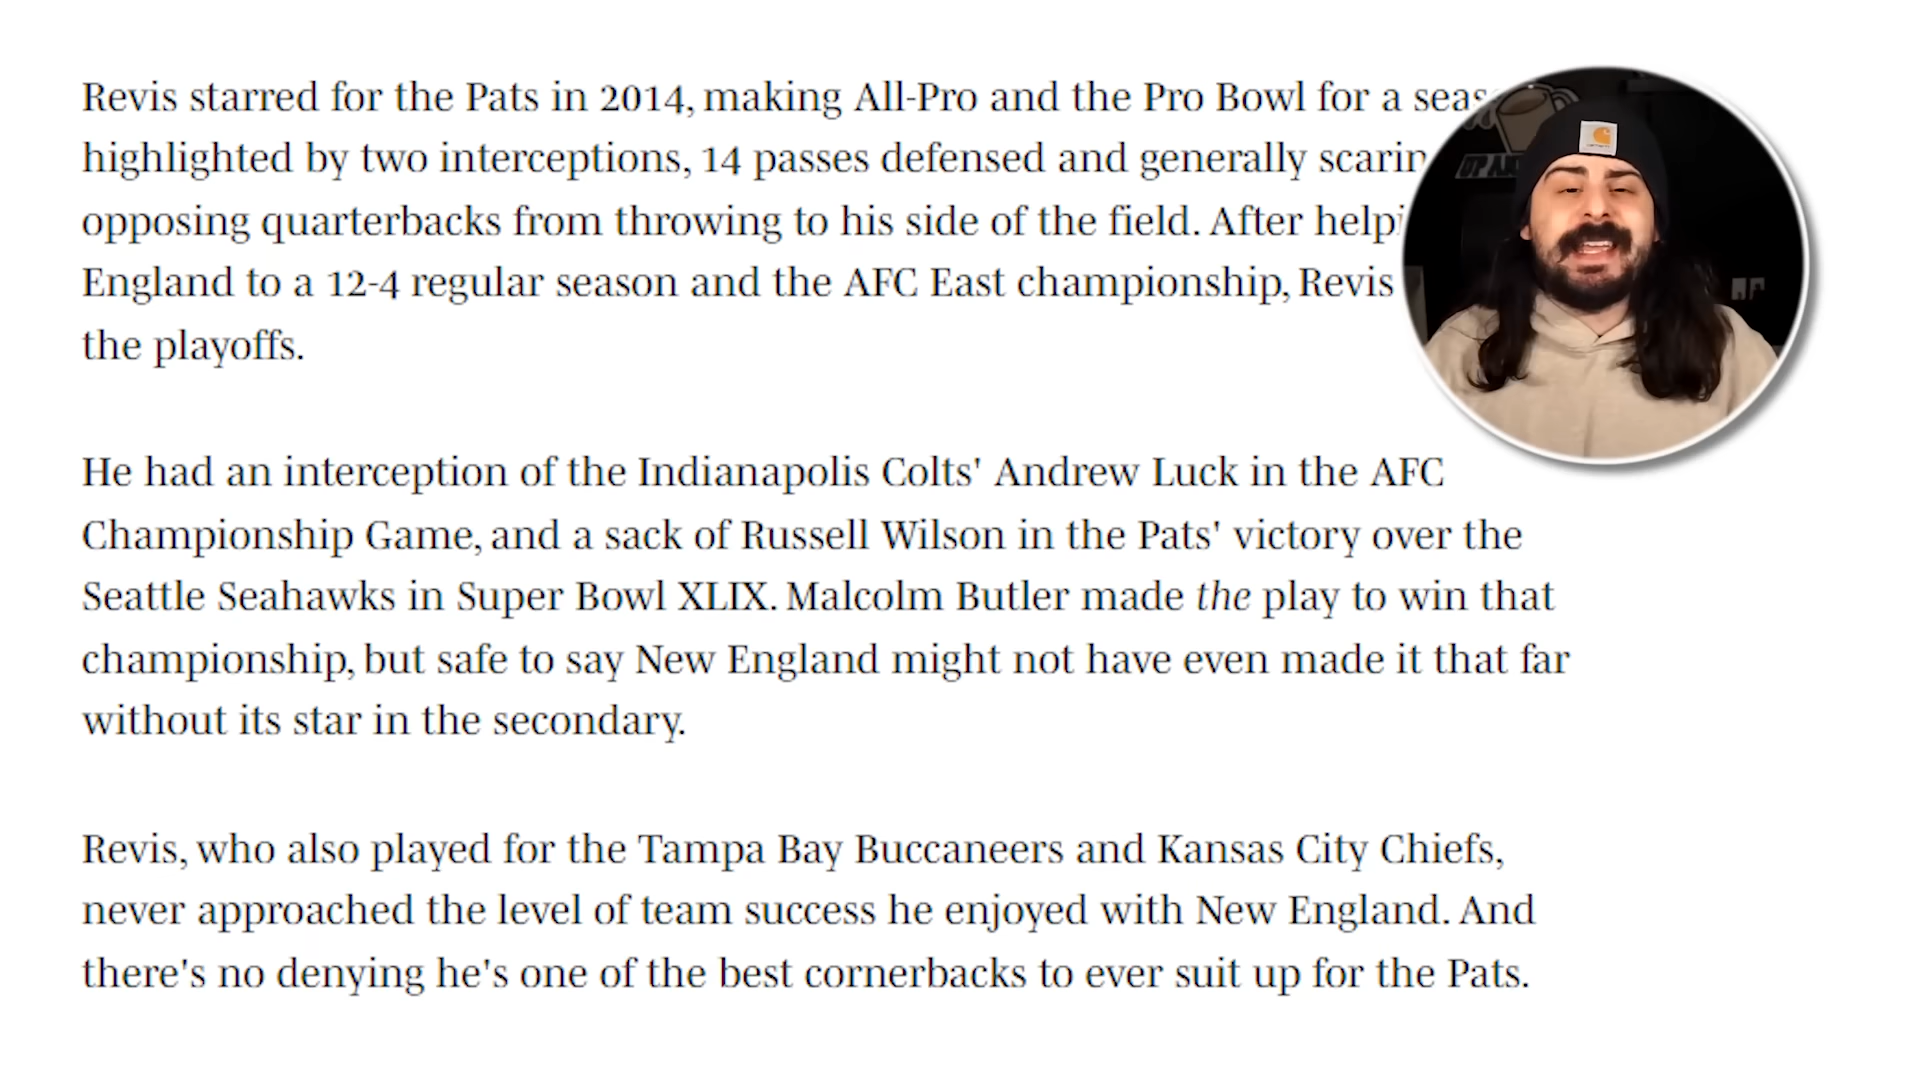 Revis starred for the Pats in 2014, making All-Pro and the Pro Bowl for a
highlighted by two interceptions, 14 passes defensed and generally
opposing quarterbacks from throwing to his side of the field. After
England to a 12-4 regular season and the AFC East championship, Revis
the playoffs.
He had an interception of the Indianapolis Colts' Andrew Luck in the AFC
Championship Game, and a sack of Russell Wilson in the Pats' victory over the
Seattle Seahawks in Super Bowl XLIX. Malcolm Butler made the play to win that
championship, but safe to say New England might not have even made it that far
without its star in the secondary.
Revis, who also played for the Tampa Bay Buccaneers and Kansas City Chiefs,
never approached the level of team success he enjoyed with New England. And
there's no denying he's one of the best cornerbacks to ever suit up for the Pats.